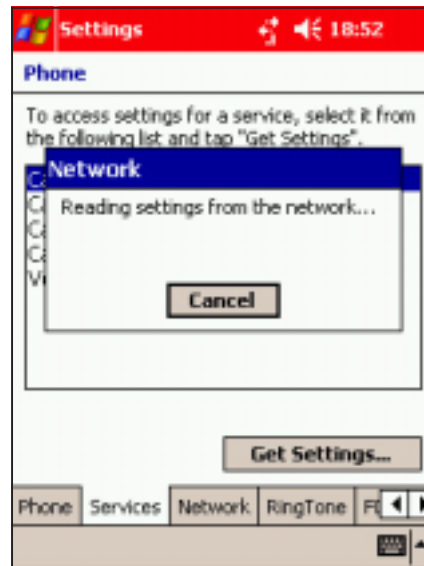 Settings 18:52
Phone
To access settings for a service, select it from
the following list and tap "Get Settings".
Network
Reading settings from the network...
Cancel
Get Settings...
Phone Services Network RingTone